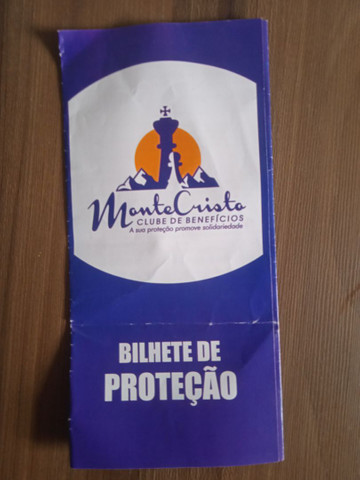 MonteCristo
CLUBE DE BENEFÍCIOS
A sua proteção promove solidariedade
BILHETE DE
PROTEÇÃO